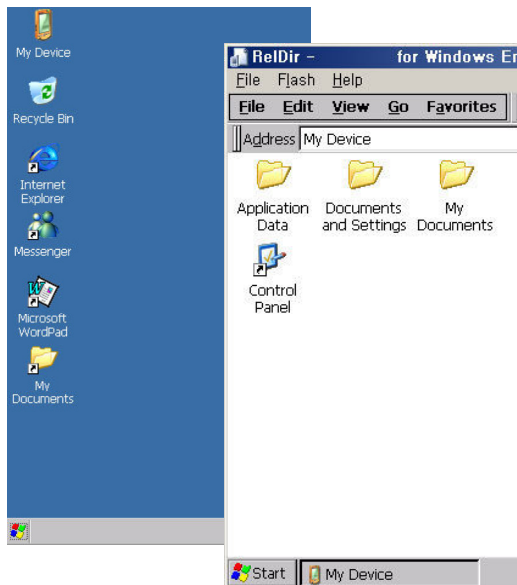 My Device
Recycle Bin
Internet
Explorer
Messenger
Microsoft
WordPad
My
Documents
RelDir – for Windows Em
File Flash Help
File Edit View Go Favorites
Address My Device
Application
Data
Documents
and Settings
My
Documents
Control
Panel
Start My Device